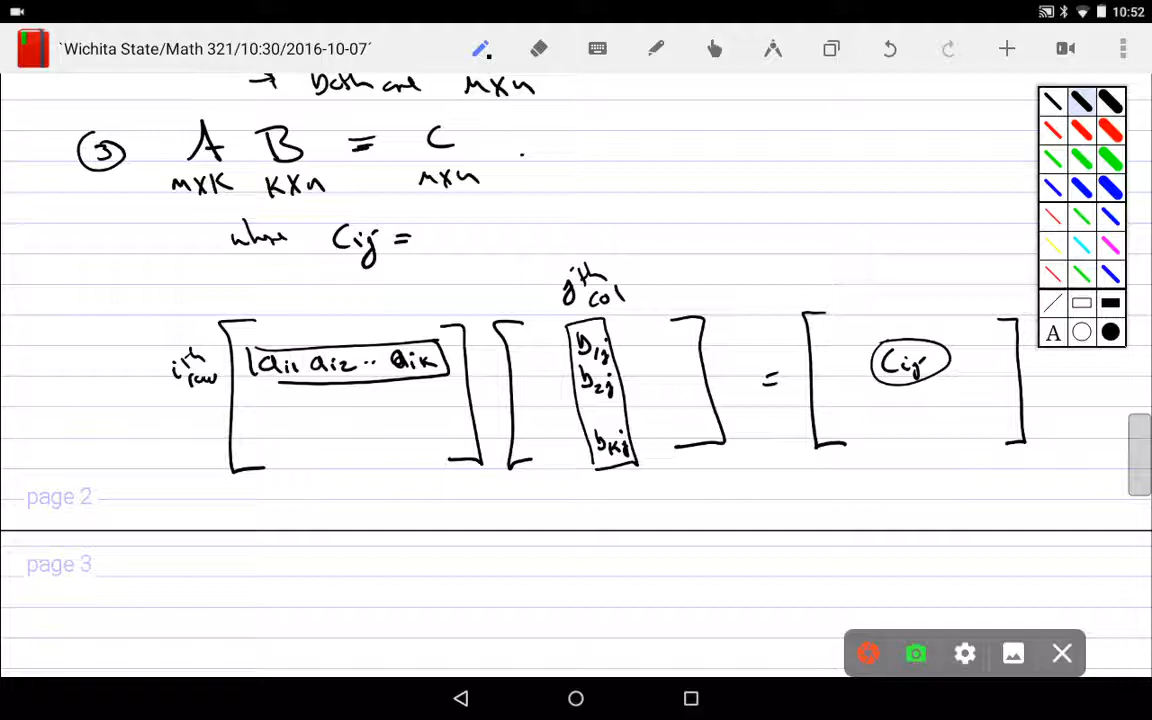 10:52
`Wichita State/Math 321/10:30/2016-10-07´
→ both are m×n
③ A B = C
m×k k×n m×n
where Cij =
jth col
ith row [ai1 ai2 ·· aik] [b1j b2j bkj] = [Cij]
page 2
page 3
A